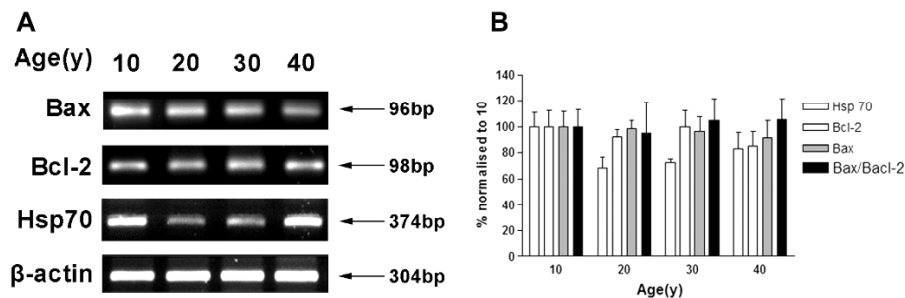 A
Age(y) 10 20 30 40
Bax 96bp
Bcl-2 98bp
Hsp70 374bp
β-actin 304bp
B
% normalised to 10
140
120
100
80
60
40
20
0
10 20 30 40
Age(y)
Hsp 70
Bcl-2
Bax
Bax/Bacl-2